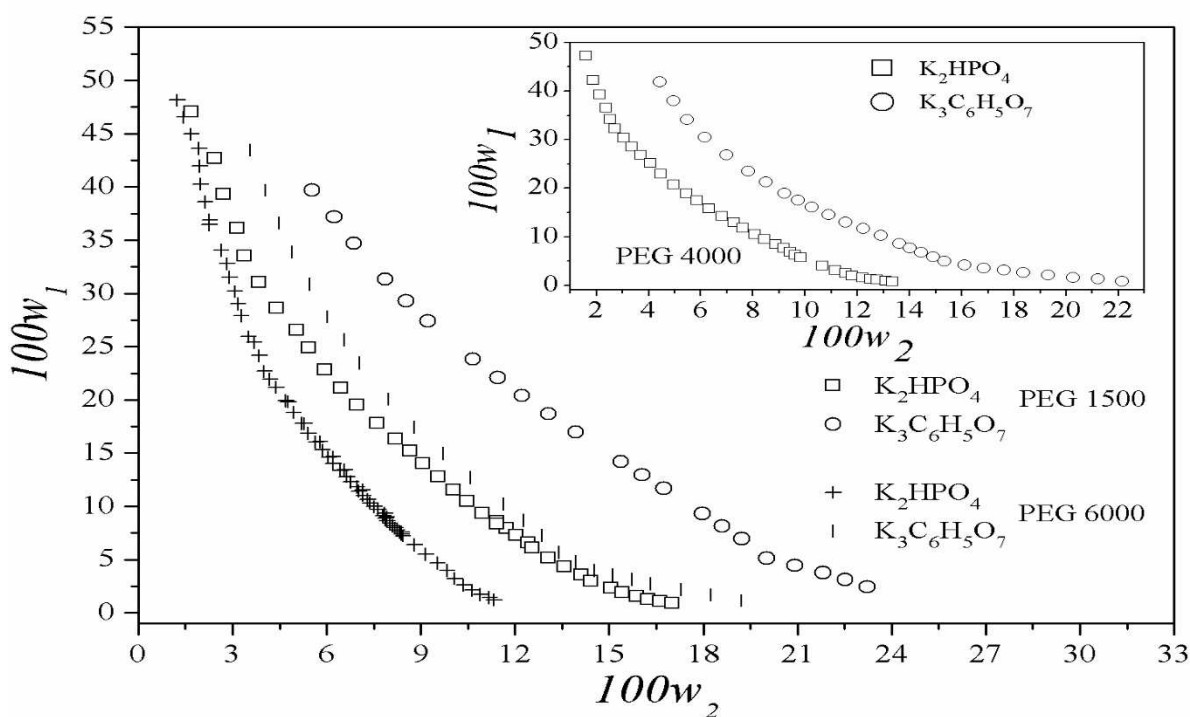 55
50
45
40
35
30
25
20
15
10
5
0
100w₁
0 3 6 9 12 15 18 21 24 27 30 33
100w₂
50
40
30
20
10
0
100w₁
K₂HPO₄
K₃C₆H₅O₇
PEG 4000
2 4 6 8 10 12 14 16 18 20 22
100w₂
K₂HPO₄ PEG 1500
K₃C₆H₅O₇
K₂HPO₄ PEG 6000
K₃C₆H₅O₇